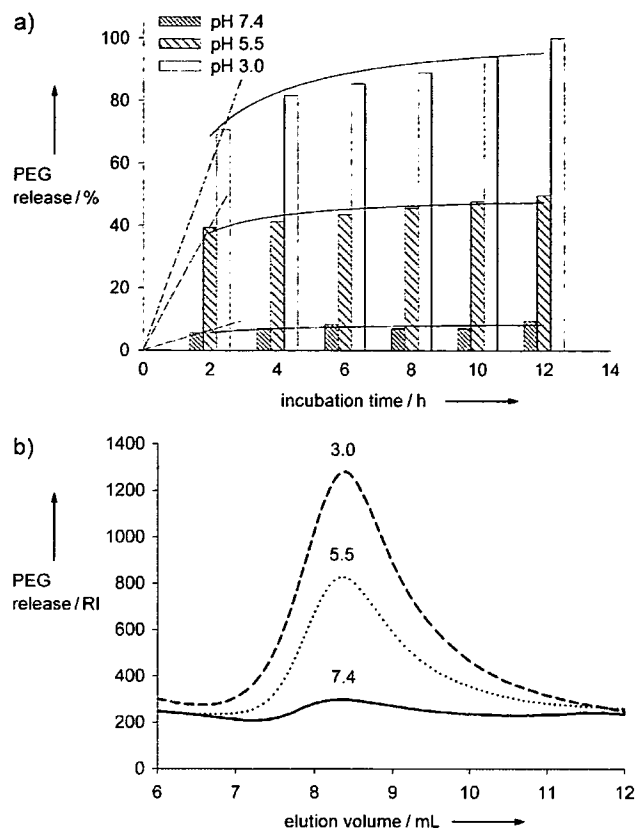 a)
pH 7.4
pH 5.5
pH 3.0
100
80
60
40
20
0
PEG
release / %
0 2 4 6 8 10 12 14
incubation time / h
b)
1400
1200
1000
800
600
400
200
0
PEG
release / RI
3.0
5.5
7.4
6 7 8 9 10 11 12
elution volume / mL